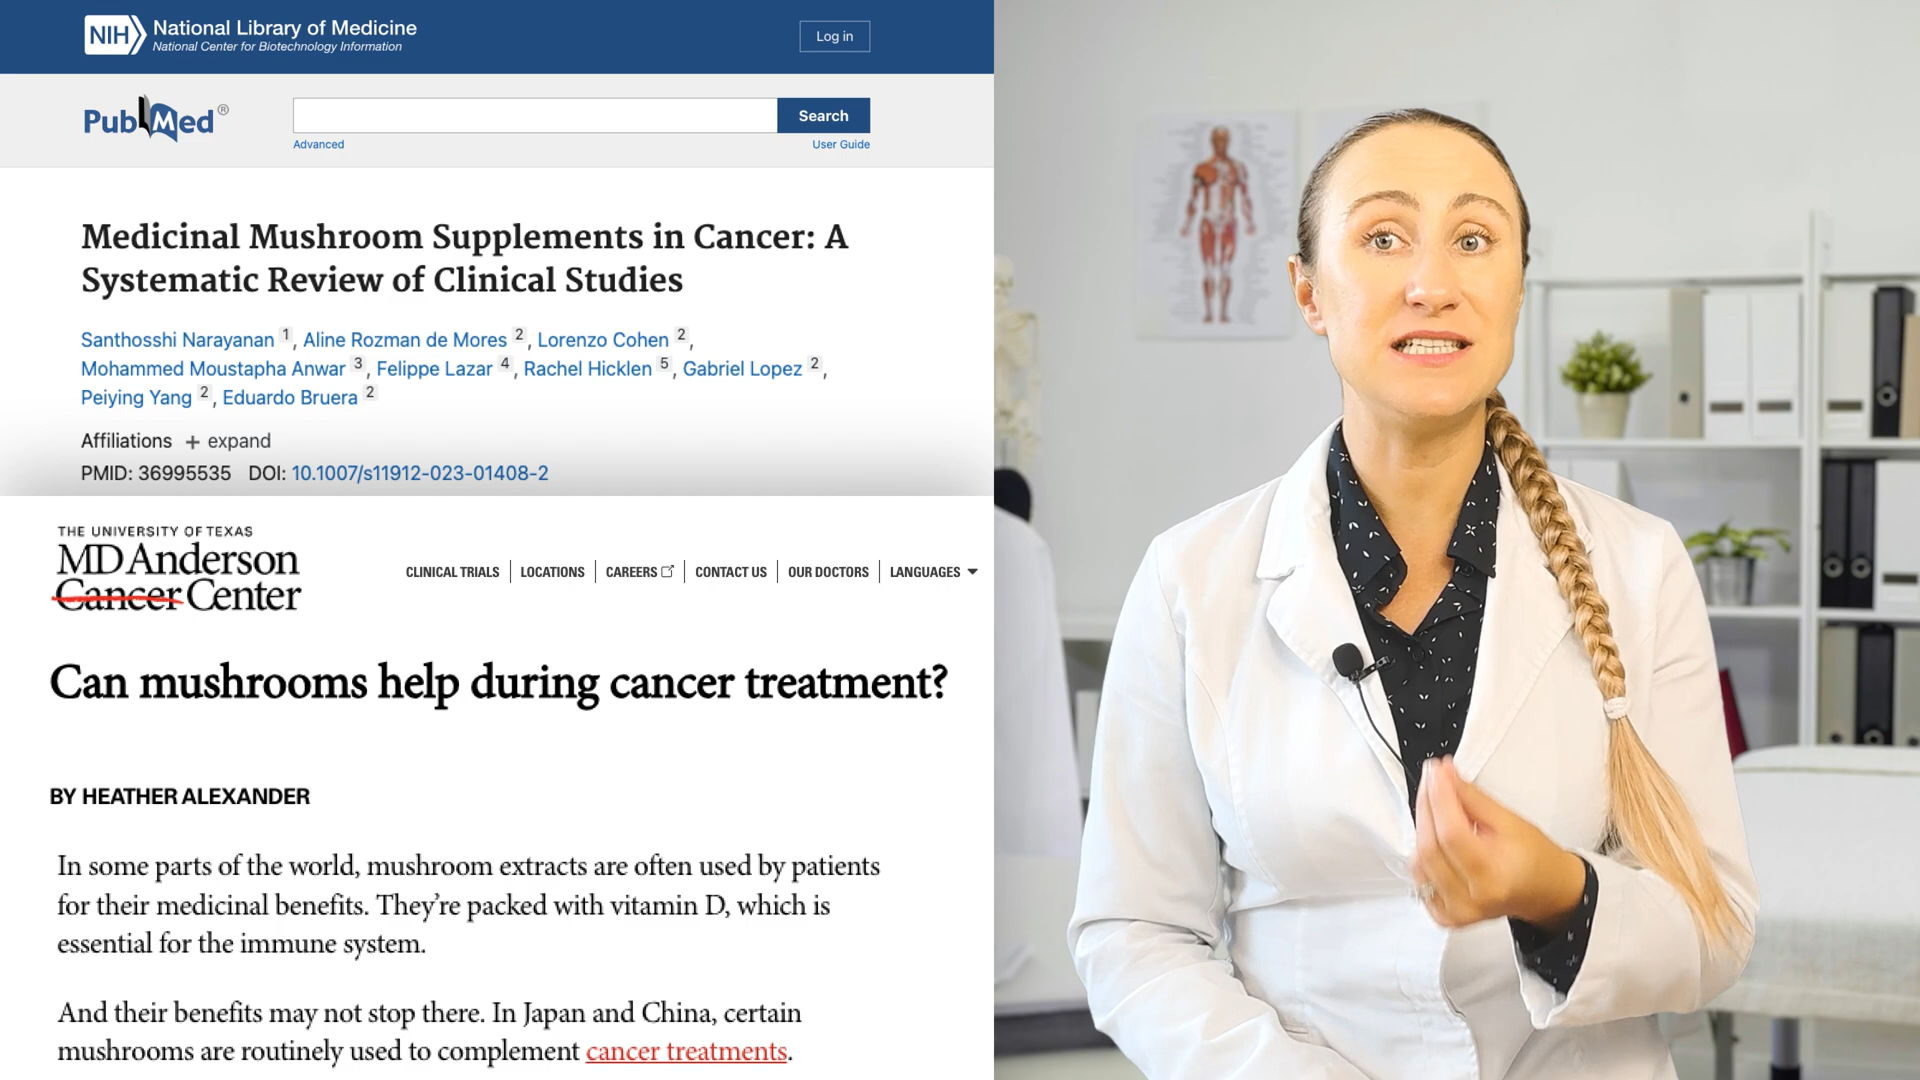 NIH National Library of Medicine
National Center for Biotechnology Information
Log in
PubMed®
Search
Advanced
User Guide
Medicinal Mushroom Supplements in Cancer: A
Systematic Review of Clinical Studies
Santhosshi Narayanan 1, Aline Rozman de Mores 2, Lorenzo Cohen 2,
Mohammed Moustapha Anwar 3, Felippe Lazar 4, Rachel Hicklen 5, Gabriel Lopez 2,
Peiying Yang 2, Eduardo Bruera 2
Affiliations + expand
PMID: 36995535 DOI: 10.1007/s11912-023-01408-2
THE UNIVERSITY OF TEXAS
MD Anderson
Cancer Center
CLINICAL TRIALS
LOCATIONS
CAREERS
CONTACT US
OUR DOCTORS
LANGUAGES
Can mushrooms help during cancer treatment?
BY HEATHER ALEXANDER
In some parts of the world, mushroom extracts are often used by patients
for their medicinal benefits. They're packed with vitamin D, which is
essential for the immune system.
And their benefits may not stop there. In Japan and China, certain
mushrooms are routinely used to complement cancer treatments.